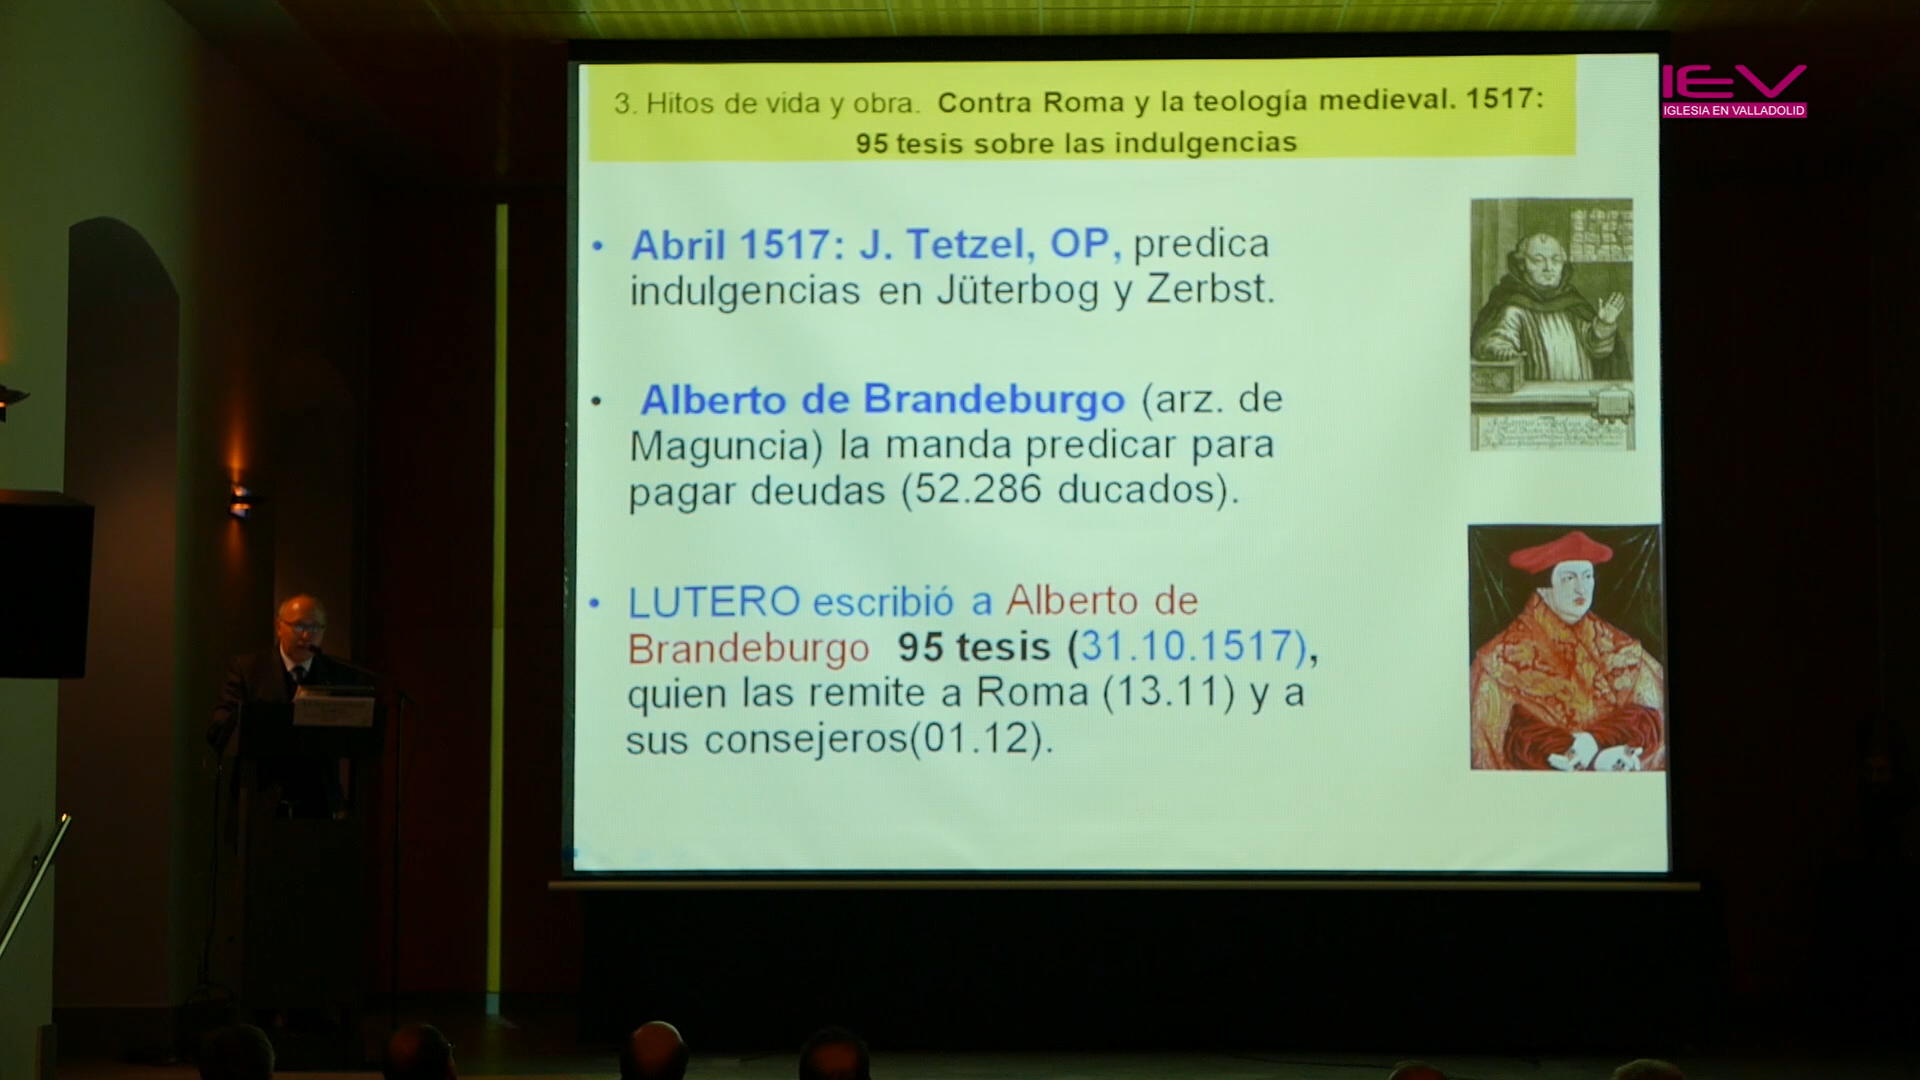 3. Hitos de vida y obra. Contra Roma y la teología medieval. 1517:
95 tesis sobre las indulgencias
IEV
IGLESIA EN VALLADOLID
• Abril 1517: J. Tetzel, OP, predica
indulgencias en Jüterbog y Zerbst.
• Alberto de Brandeburgo (arz. de
Maguncia) la manda predicar para
pagar deudas (52.286 ducados).
• LUTERO escribió a Alberto de
Brandeburgo 95 tesis (31.10.1517),
quien las remite a Roma (13.11) y a
sus consejeros(01.12).